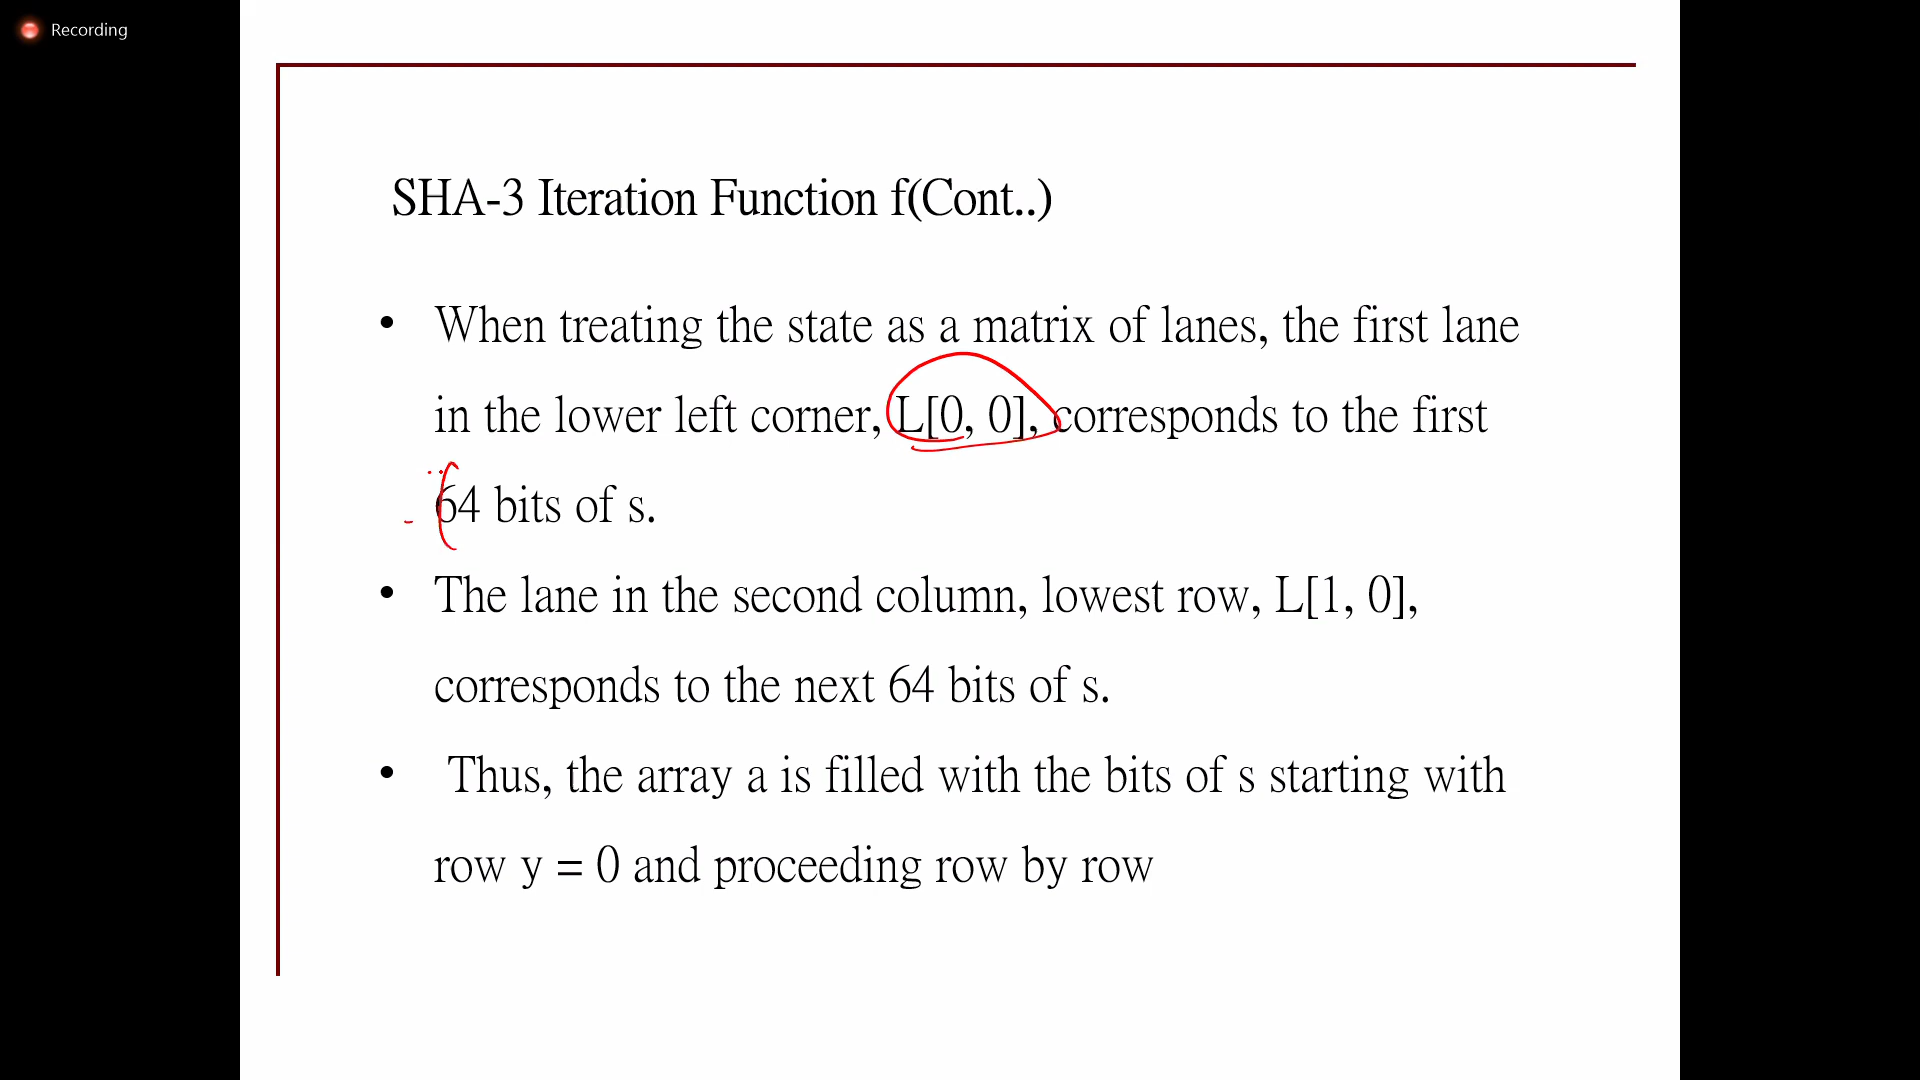 Recording
SHA-3 Iteration Function f(Cont..)
• When treating the state as a matrix of lanes, the first lane
in the lower left corner, L[0, 0], corresponds to the first
64 bits of s.
• The lane in the second column, lowest row, L[1, 0],
corresponds to the next 64 bits of s.
• Thus, the array a is filled with the bits of s starting with
row y = 0 and proceeding row by row